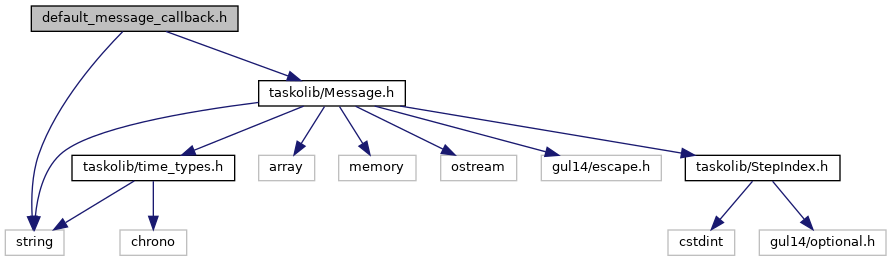 default_message_callback.h
taskolib/Message.h
taskolib/time_types.h
array
memory
ostream
gul14/escape.h
taskolib/StepIndex.h
string
chrono
cstdint
gul14/optional.h